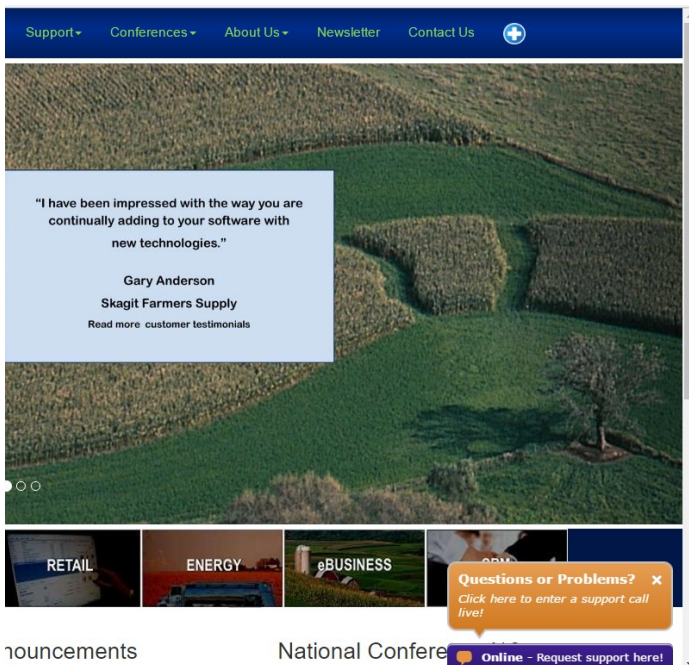 Support Conferences About Us Newsletter Contact Us
“I have been impressed with the way you are
continually adding to your software with
new technologies.”
Gary Anderson
Skagit Farmers Supply
Read more customer testimonials
RETAIL ENERGY eBUSINESS
Questions or Problems? ×
Click here to enter a support call
live!
nouncements National Confere
Online - Request support here!